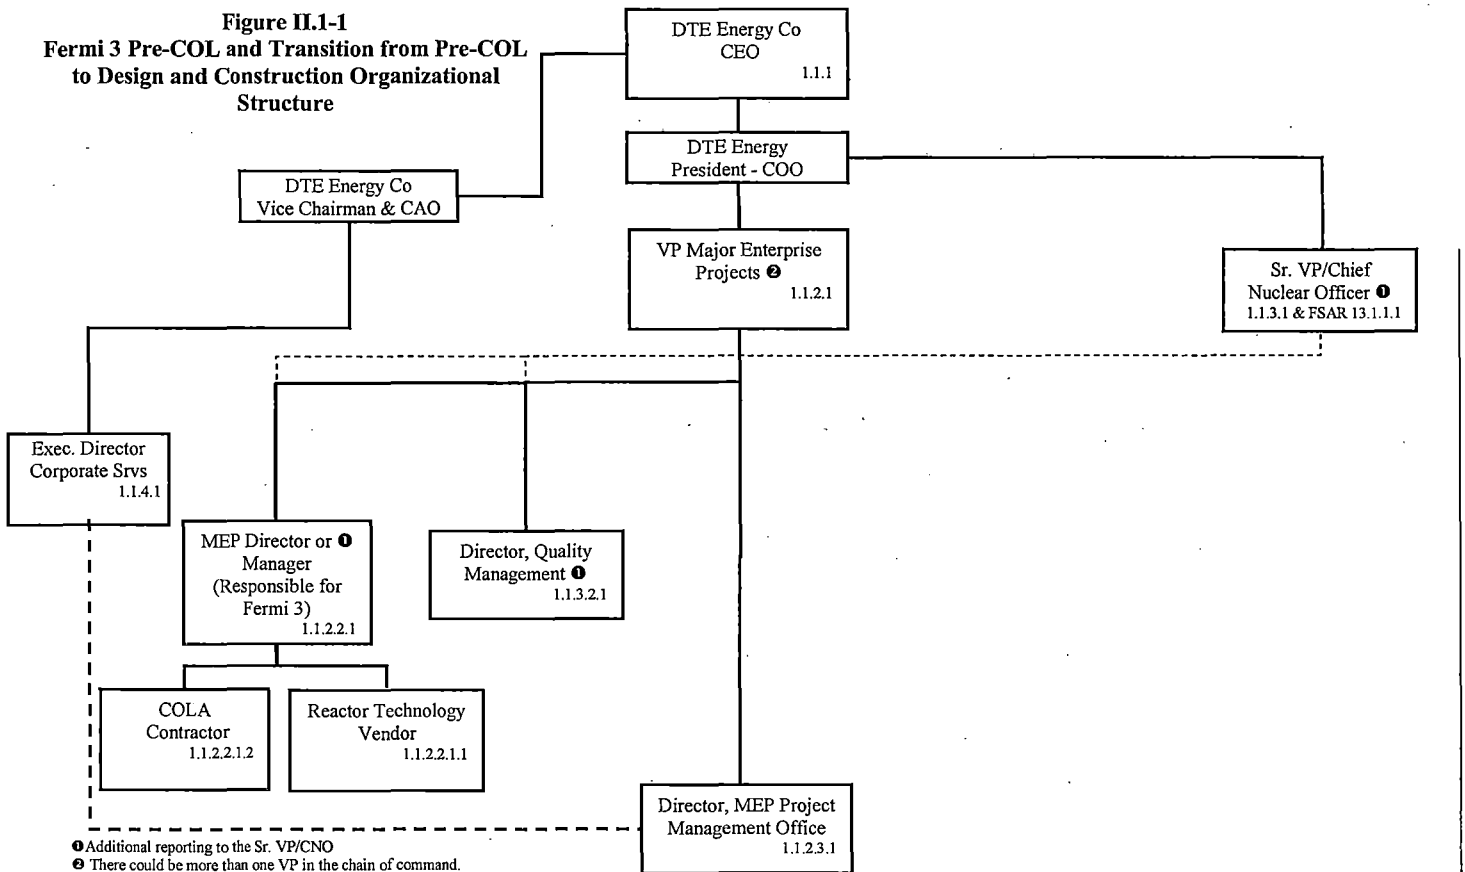 Figure II.1-1
Fermi 3 Pre-COL and Transition from Pre-COL
to Design and Construction Organizational
Structure
DTE Energy Co
CEO
1.1.1
DTE Energy
President - COO
DTE Energy Co
Vice Chairman & CAO
VP Major Enterprise
Projects ❷
1.1.2.1
Sr. VP/Chief
Nuclear Officer ❶
1.1.3.1 & FSAR 13.1.1.1
Exec. Director
Corporate Srvs
1.1.4.1
MEP Director or ❶
Manager
(Responsible for
Fermi 3)
1.1.2.2.1
Director, Quality
Management ❶
1.1.3.2.1
COLA
Contractor
1.1.2.2.1.2
Reactor Technology
Vendor
1.1.2.2.1.1
Director, MEP Project
Management Office
1.1.2.3.1
❶ Additional reporting to the Sr. VP/CNO
❷ There could be more than one VP in the chain of command.